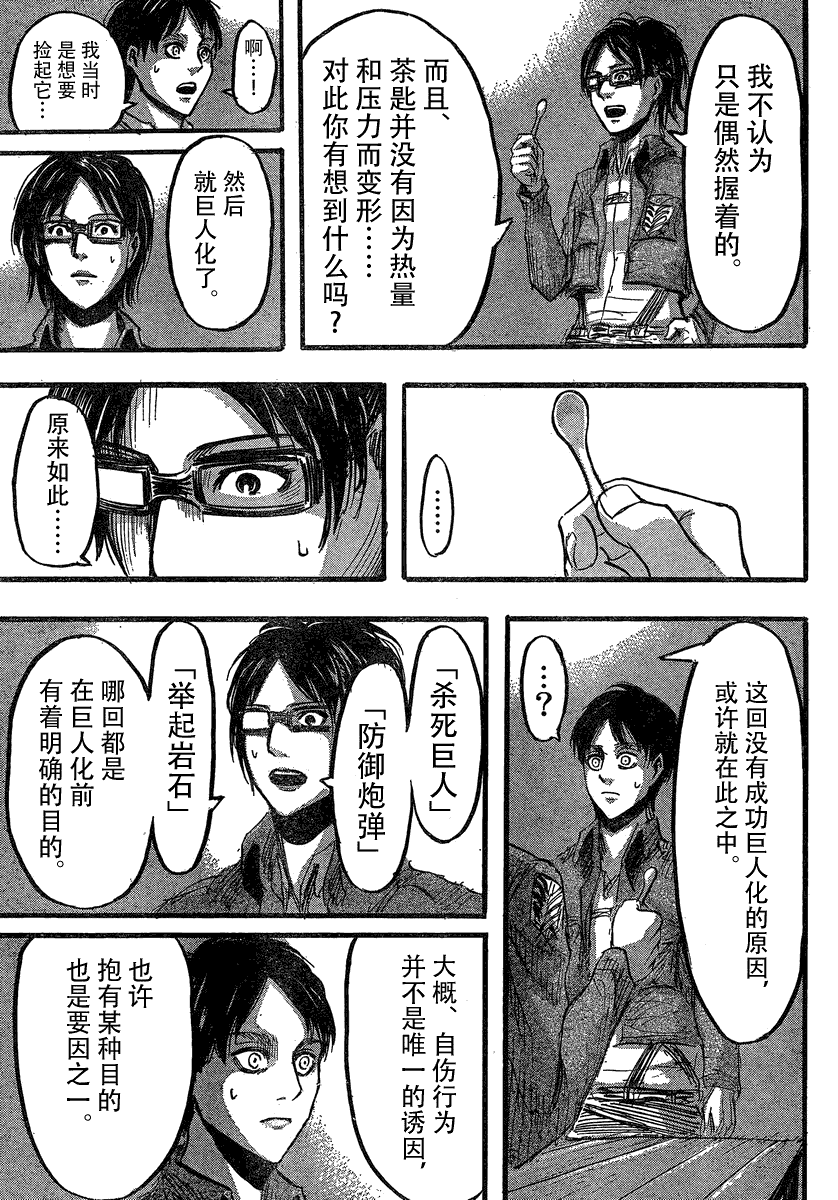 我不认为
只是偶然握着的。
而且、
茶匙并没有因为热量
和压力而变形……
对此你有想到什么吗?
啊…!
我当时
是想要
捡起它…
然后
就巨人化了。
……
原来如此……
这回没有成功巨人化的原因,
或许就在此之中。
…?
「杀死巨人」
「防御炮弹」
「举起岩石」
哪回都是
在巨人化前
有着明确的目的。
大概、自伤行为
并不是唯一的诱因,
也许
抱有某种目的
也是要因之一。